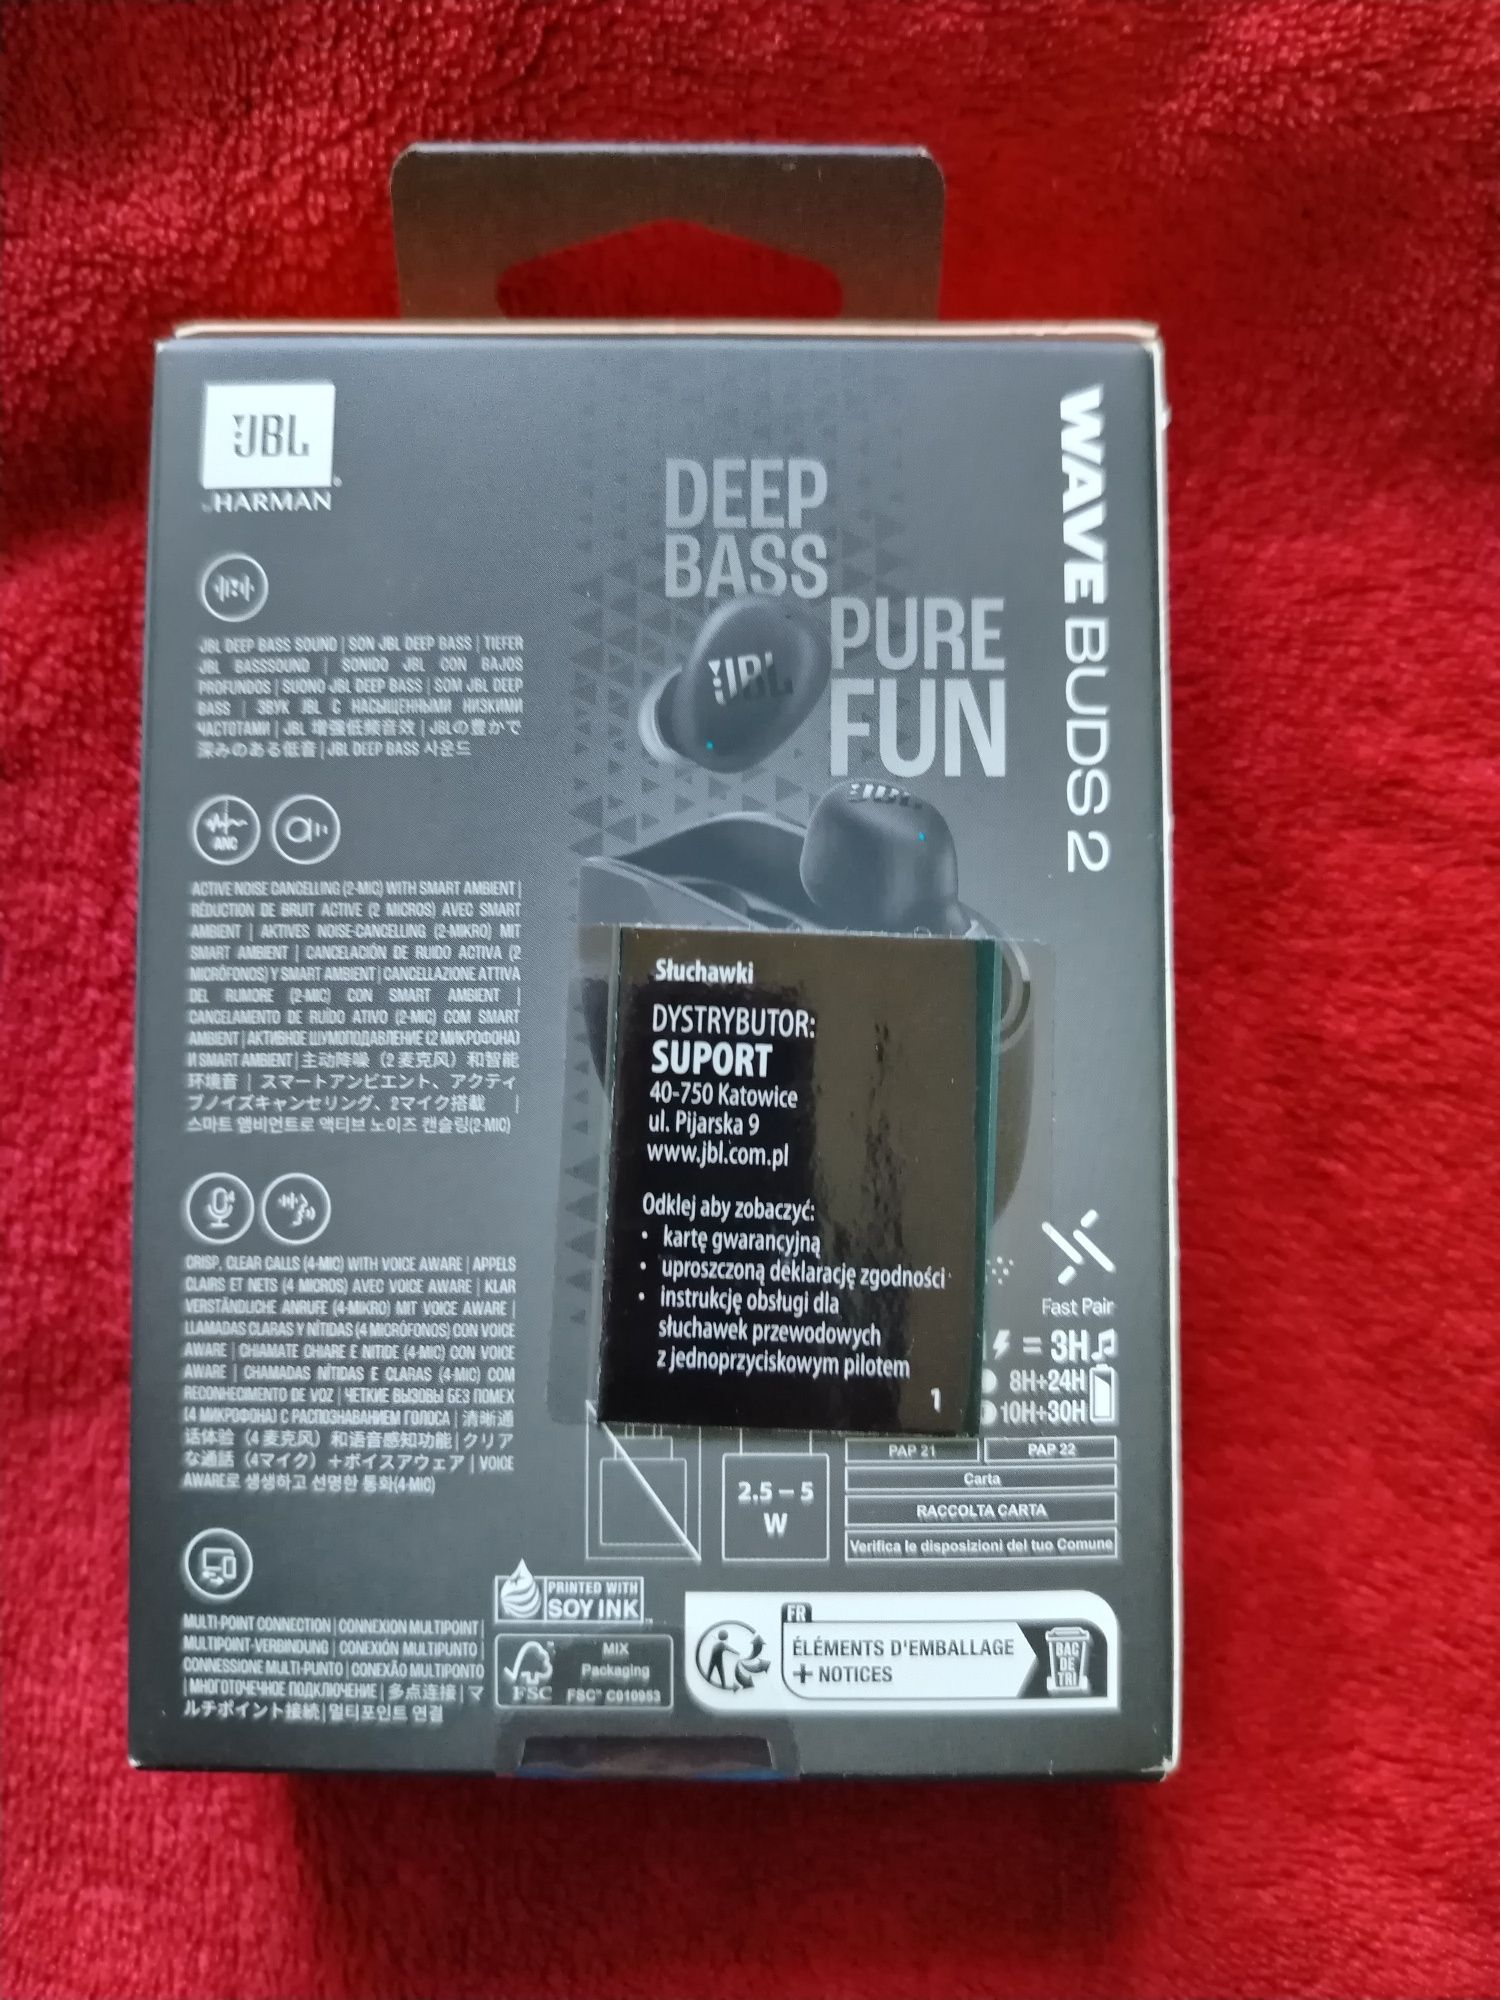 JBL
by HARMAN
WAVE BUDS 2
DEEP
BASS
PURE
FUN
JBL
JBL
JBL DEEP BASS SOUND | SON JBL DEEP BASS | TIEFER
JBL BASSSOUND | SONIDO JBL CON BAJOS
PROFUNDOS | SUONO JBL DEEP BASS | SOM JBL DEEP
BASS | ЗВУК JBL С НАСЫЩЕННЫМИ НИЗКИМИ
ЧАСТОТАМИ | JBL 增强低频音效 | JBLの豊かで
深みのある低音 | JBL DEEP BASS 사운드
ANC
ACTIVE NOISE CANCELLING (2-MIC) WITH SMART AMBIENT |
RÉDUCTION DE BRUIT ACTIVE (2 MICROS) AVEC SMART
AMBIENT | AKTIVES NOISE-CANCELLING (2-MIKRO) MIT
SMART AMBIENT | CANCELACIÓN DE RUIDO ACTIVA (2
MICRÓFONOS) Y SMART AMBIENT | CANCELLAZIONE ATTIVA
DEL RUMORE (2-MIC) CON SMART AMBIENT |
CANCELAMENTO DE RUÍDO ATIVO (2-MIC) COM SMART
AMBIENT | АКТИВНОЕ ШУМОПОДАВЛЕНИЕ (2 МИКРОФОНА)
И SMART AMBIENT | 主动降噪（2 麦克风）和智能
环境音 | スマートアンビエント、アクティ
ブノイズキャンセリング、2マイク搭載 |
스마트 앰비언트로 액티브 노이즈 캔슬링(2-MIC)
4
CRISP, CLEAR CALLS (4-MIC) WITH VOICE AWARE | APPELS
CLAIRS ET NETS (4 MICROS) AVEC VOICE AWARE | KLAR
VERSTÄNDLICHE ANRUFE (4-MIKRO) MIT VOICE AWARE |
LLAMADAS CLARAS Y NÍTIDAS (4 MICRÓFONOS) CON VOICE
AWARE | CHIAMATE CHIARE E NITIDE (4-MIC) CON VOICE
AWARE | CHAMADAS NÍTIDAS E CLARAS (4-MIC) COM
RECONHECIMENTO DE VOZ | ЧЕТКИЕ ВЫЗОВЫ БЕЗ ПОМЕХ
(4 МИКРОФОНА) С РАСПОЗНАВАНИЕМ ГОЛОСА | 清晰通
话体验（4 麦克风）和语音感知功能 | クリア
な通話（4マイク）+ボイスアウェア | VOICE
AWARE로 생생하고 선명한 통화(4-MIC)
MULTI-POINT CONNECTION | CONNEXION MULTIPOINT |
MULTIPOINT-VERBINDUNG | CONEXIÓN MULTIPUNTO |
CONNESSIONE MULTI-PUNTO | CONEXÃO MULTIPONTO
| МНОГОТОЧЕЧНОЕ ПОДКЛЮЧЕНИЕ | 多点连接 | マ
ルチポイント接続 | 멀티포인트 연결
Słuchawki
DYSTRYBUTOR:
SUPORT
40-750 Katowice
ul. Pijarska 9
www.jbl.com.pl
Odklej aby zobaczyć:
• kartę gwarancyjną
• uproszczoną deklarację zgodności
• instrukcję obsługi dla
słuchawek przewodowych
z jednoprzyciskowym pilotem
1
Fast Pair
= 3H
8H+24H
10H+30H
2.5 – 5
W
PAP 21
PAP 22
Carta
RACCOLTA CARTA
Verifica le disposizioni del tuo Comune
PRINTED WITH
SOY INK™
FSC
MIX
Packaging
FSC™ C010953
FR
ÉLÉMENTS D'EMBALLAGE
+ NOTICES
BAC
DE
TRI